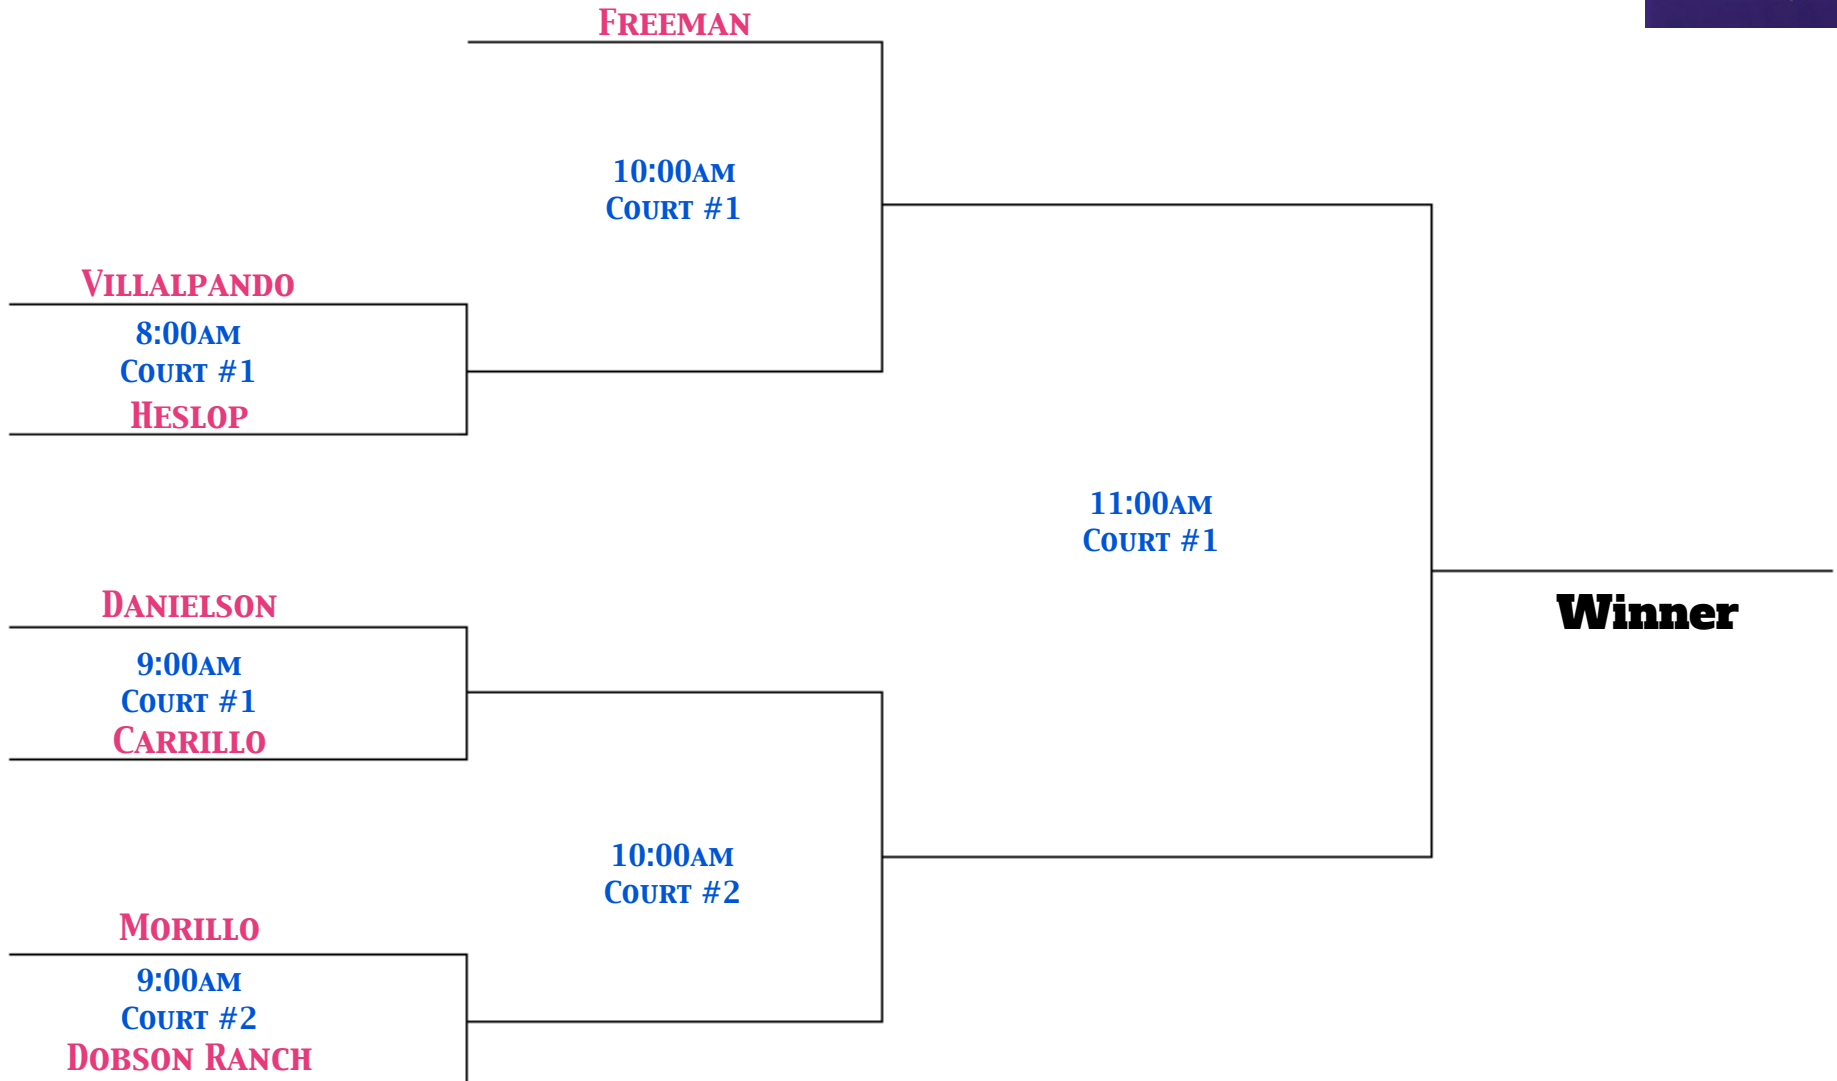 Freeman
10:00am
Court #1
Villalpando
8:00am
Court #1
Heslop
11:00am
Court #1
Danielson
9:00am
Court #1
Carrillo
Winner
10:00am
Court #2
Morillo
9:00am
Court #2
Dobson Ranch